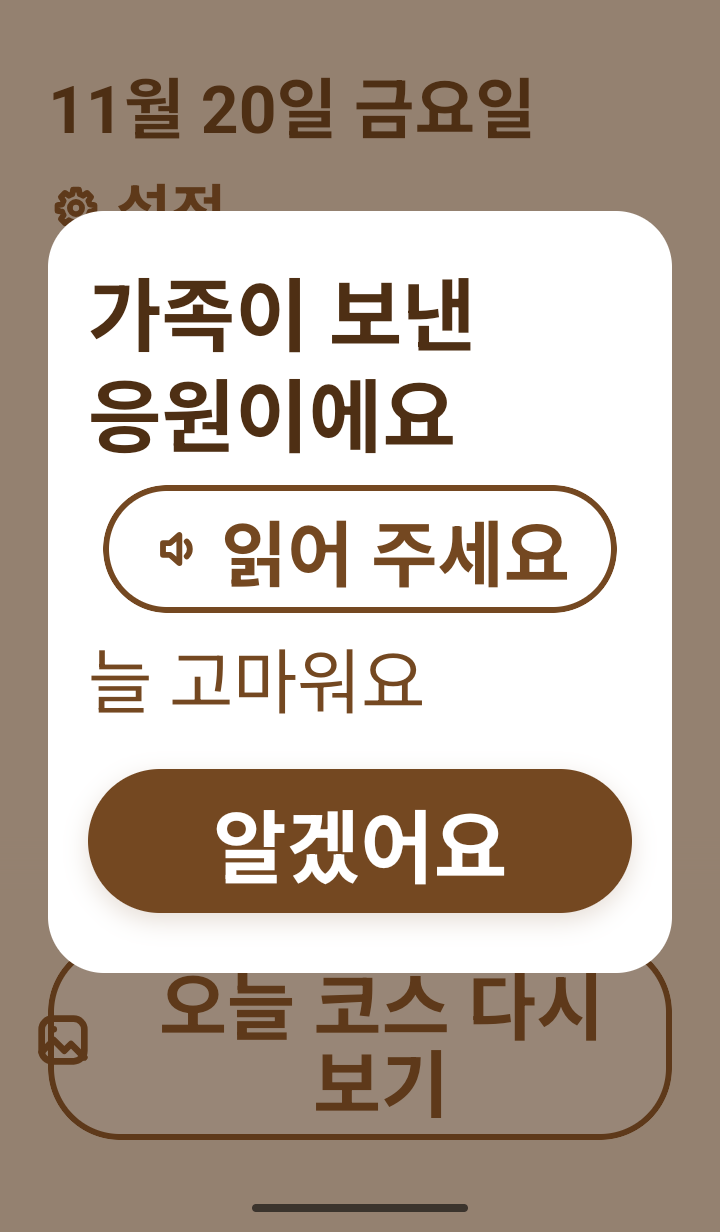 11월 20일 금요일
설정
가족이 보낸
응원이에요
읽어 주세요
늘 고마워요
알겠어요
오늘 코스 다시
보기